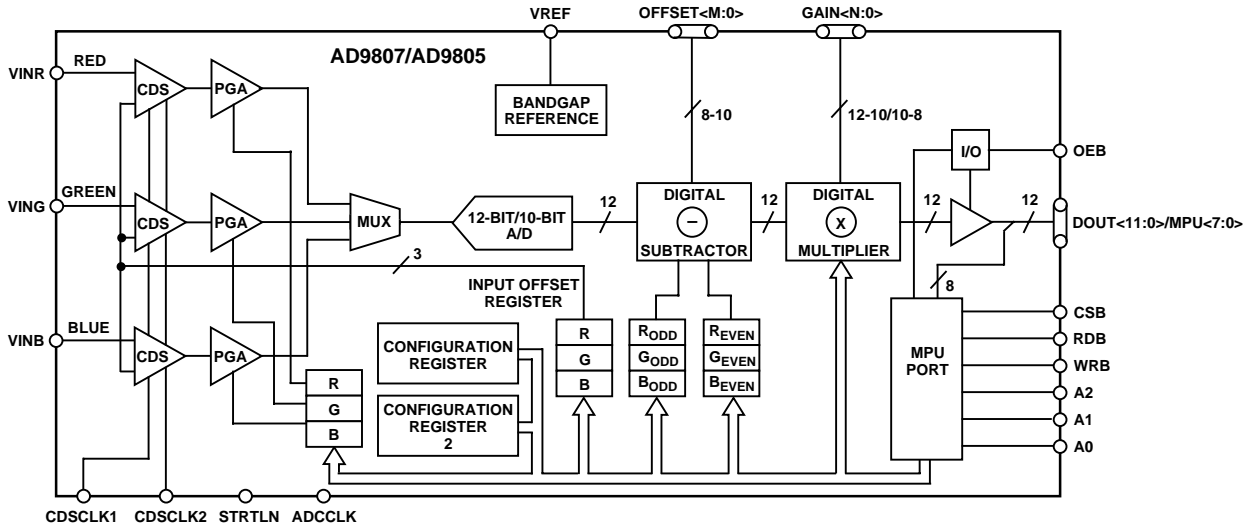 VREF
OFFSET<M:0>
GAIN<N:0>
AD9807/AD9805
VINR
RED
CDS
PGA
BANDGAP
REFERENCE
8-10
12-10/10-8
I/O
OEB
VING
GREEN
CDS
PGA
MUX
12-BIT/10-BIT
A/D
12
DIGITAL
–
SUBTRACTOR
12
DIGITAL
X
MULTIPLIER
12
12
DOUT<11:0>/MPU<7:0>
3
INPUT OFFSET
REGISTER
8
VINB
BLUE
CDS
PGA
R
G
B
CONFIGURATION
REGISTER
CONFIGURATION
REGISTER
2
R
G
B
RODD
GODD
BODD
REVEN
GEVEN
BEVEN
MPU
PORT
CSB
RDB
WRB
A2
A1
A0
CDSCLK1
CDSCLK2
STRTLN
ADCCLK